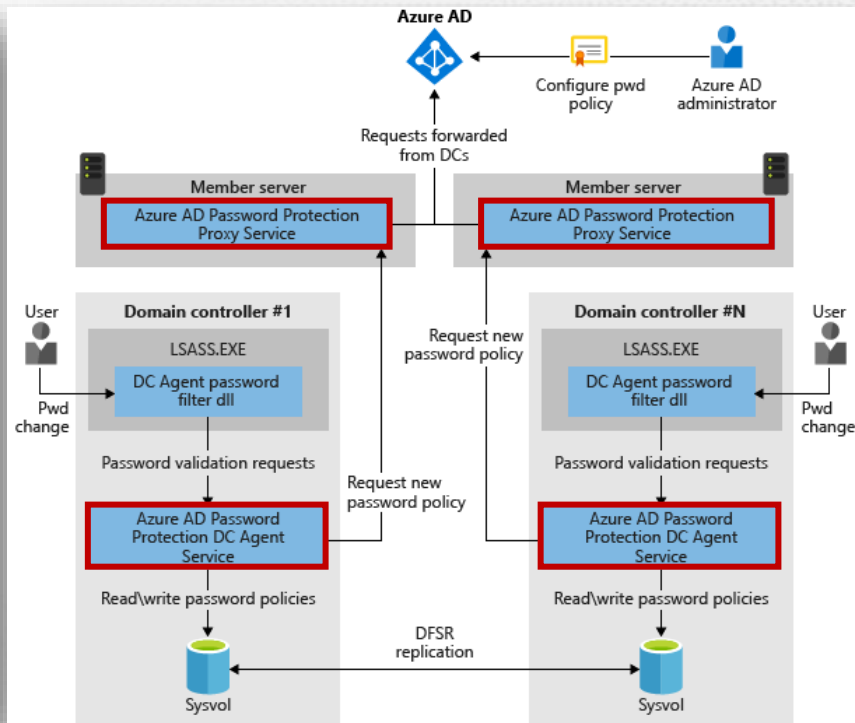 Azure AD
Configure pwd
policy
Azure AD
administrator
Requests forwarded
from DCs
Member server
Azure AD Password Protection
Proxy Service
Member server
Azure AD Password Protection
Proxy Service
User
Pwd
change
Domain controller #1
LSASS.EXE
DC Agent password
filter dll
Password validation requests
Azure AD Password
Protection DC Agent
Service
Read\write password policies
Sysvol
Request new
password policy
Request new
password policy
DFSR
replication
Domain controller #N
LSASS.EXE
DC Agent password
filter dll
Password validation requests
Azure AD Password
Protection DC Agent
Service
Read\write password policies
Sysvol
User
Pwd
change